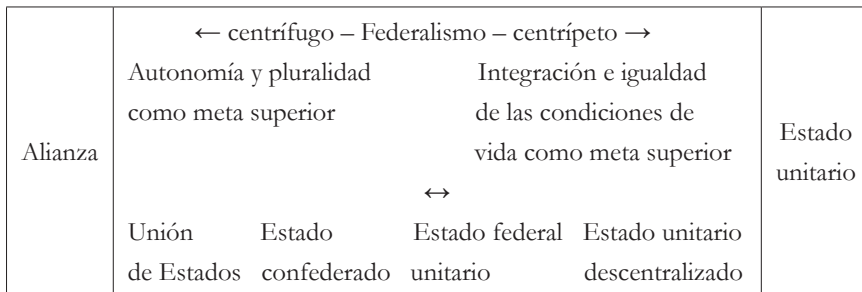 ← centrífugo – Federalismo – centrípeto →
Autonomía y pluralidad
como meta superior
Integración e igualdad
de las condiciones de
vida como meta superior
Alianza
Estado
unitario
↔
Unión
de Estados
Estado
confederado
Estado federal
unitario
Estado unitario
descentralizado